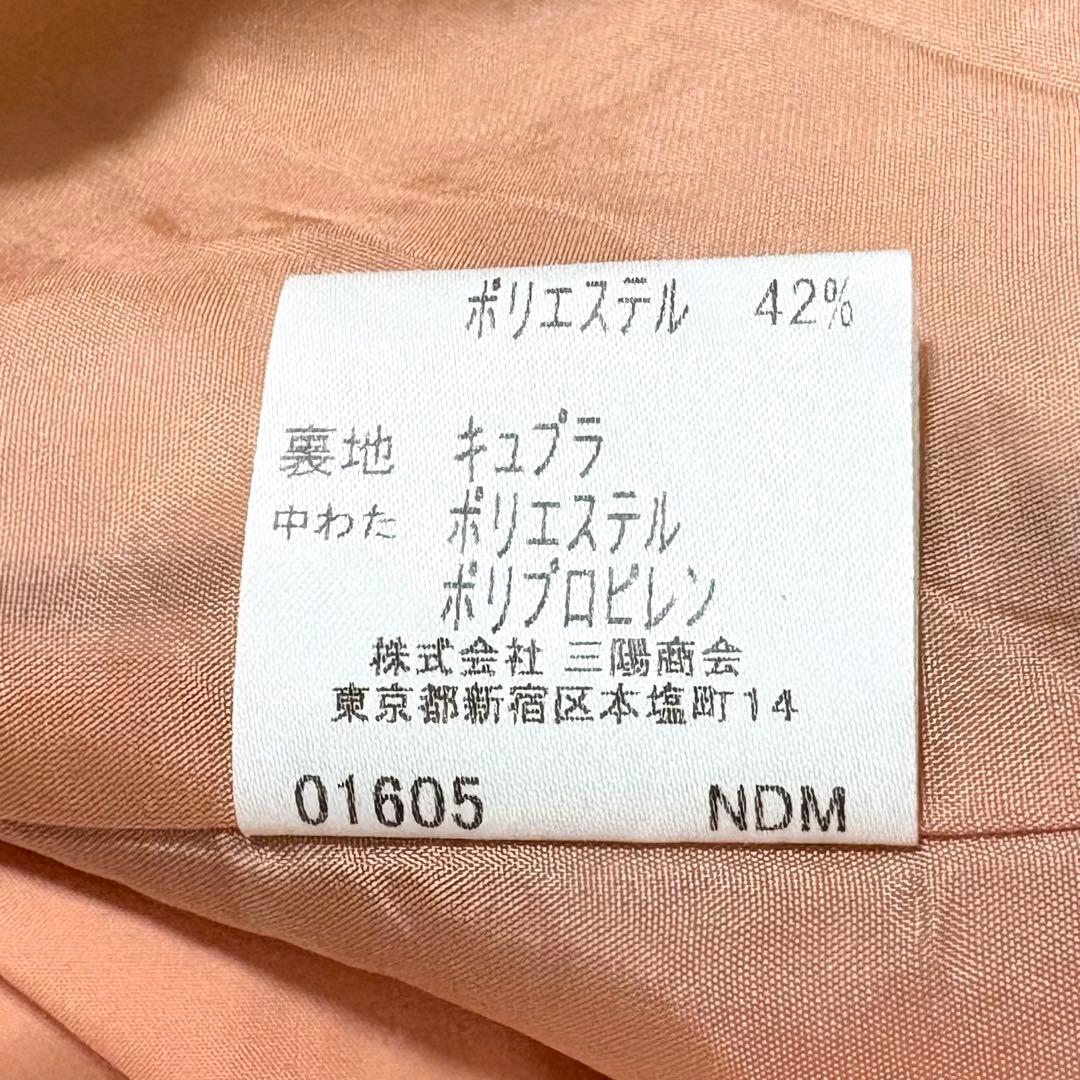 ポリエステル 42%
裏地 キュプラ
中わた ポリエステル
ポリプロピレン
株式会社 三陽商会
東京都新宿区本塩町14
01605 NDM